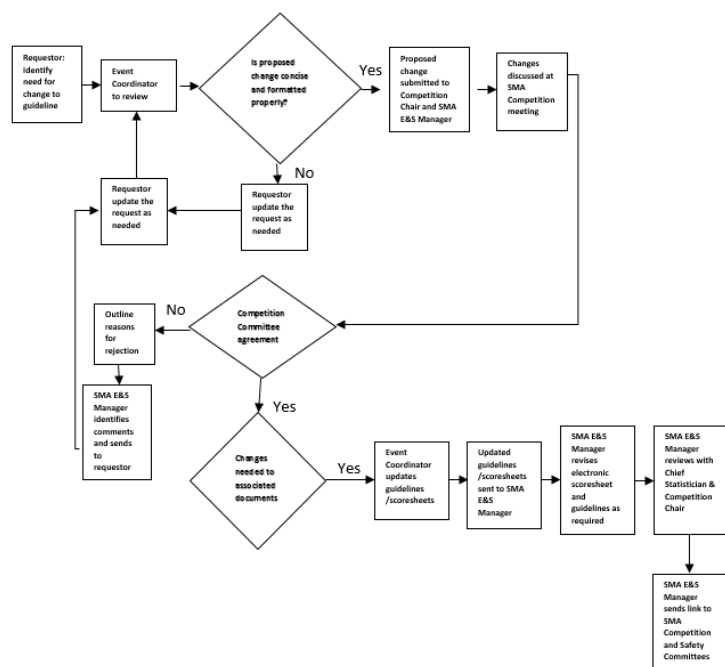 Requestor:
Identify
need for
change to
guideline
Event
Coordinator
to review
Is proposed
change concise
and formatted
properly?
Yes
Proposed
change
submitted to
Competition
Chair and SMA
E&S Manager
Changes
discussed at
SMA
Competition
meeting
No
Requestor
update the
request as
needed
Requestor
update the
request as
needed
Competition
Committee
agreement
No
Outline
reasons
for
rejection
SMA E&S
Manager
identifies
comments
and sends
to
requestor
Yes
Changes
needed to
associated
documents
Yes
Event
Coordinator
updates
guidelines
/scoresheets
Updated
guidelines
/scoresheets
sent to SMA
E&S
Manager
SMA E&S
Manager
revises
electronic
scoresheet
and
guidelines as
required
SMA E&S
Manager
reviews with
Chief
Statistician &
Competition
Chair
SMA E&S
Manager
sends link to
SMA
Competition
and Safety
Committees